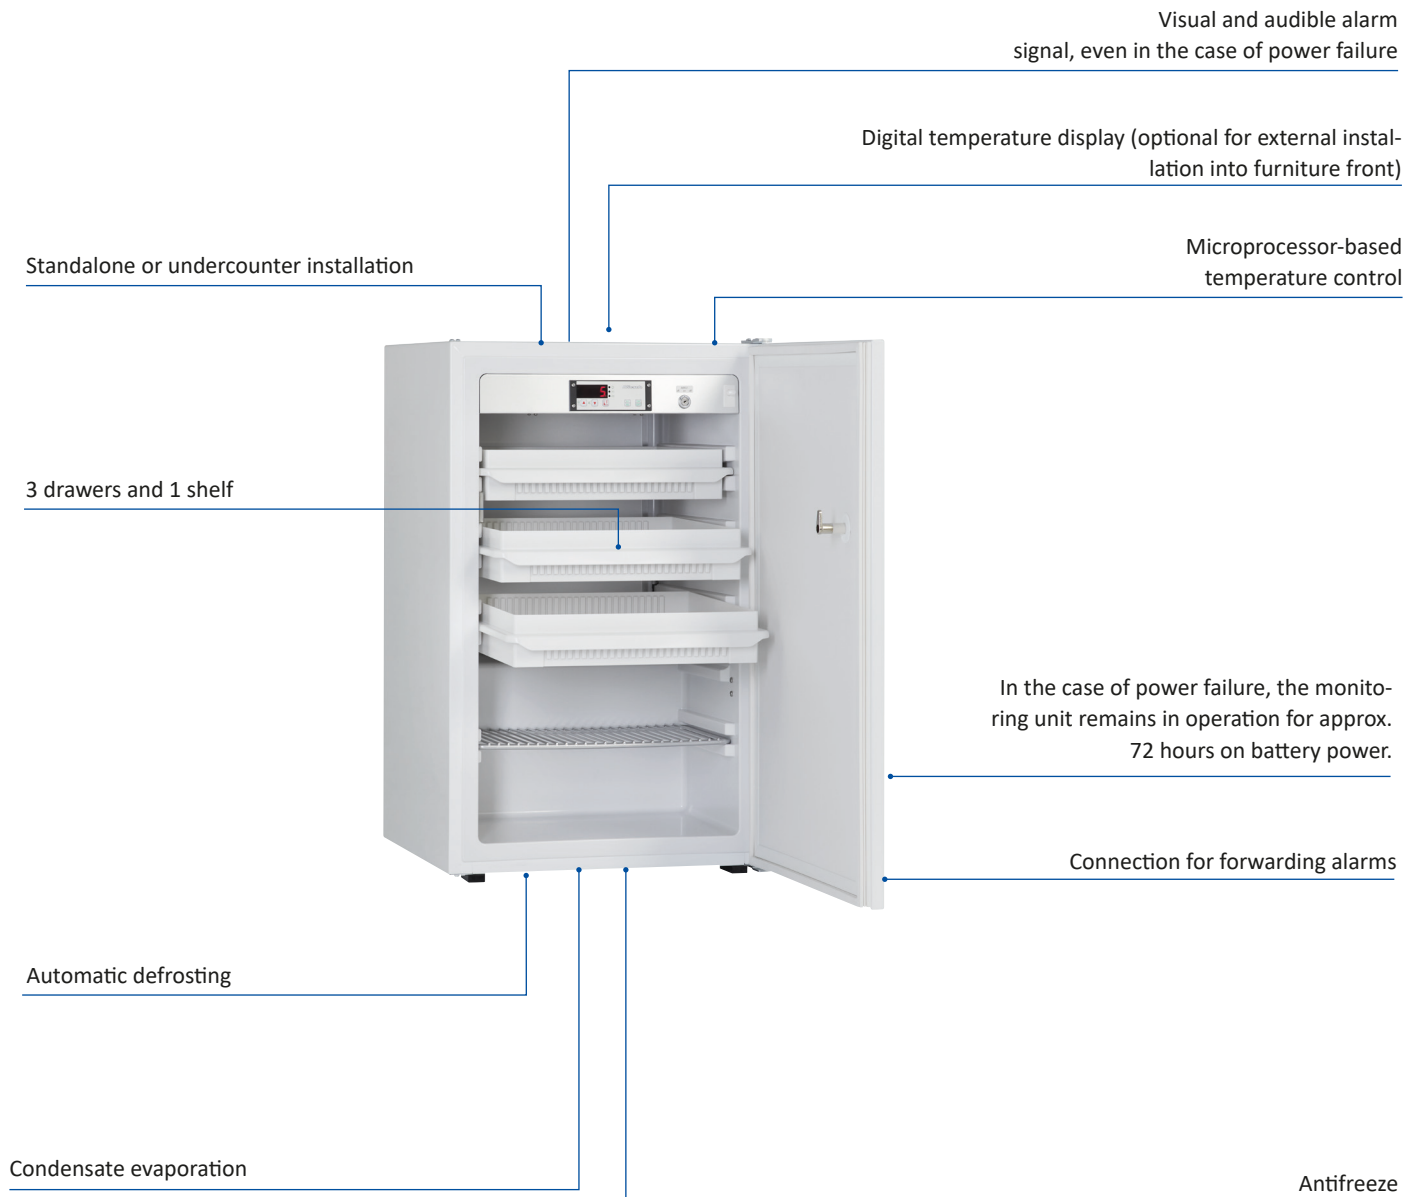 Visual and audible alarm
signal, even in the case of power failure
Digital temperature display (optional for external instal-
lation into furniture front)
Microprocessor-based
temperature control
Standalone or undercounter installation
5
3 drawers and 1 shelf
In the case of power failure, the monito-
ring unit remains in operation for approx.
72 hours on battery power.
Connection for forwarding alarms
Automatic defrosting
Condensate evaporation
Antifreeze